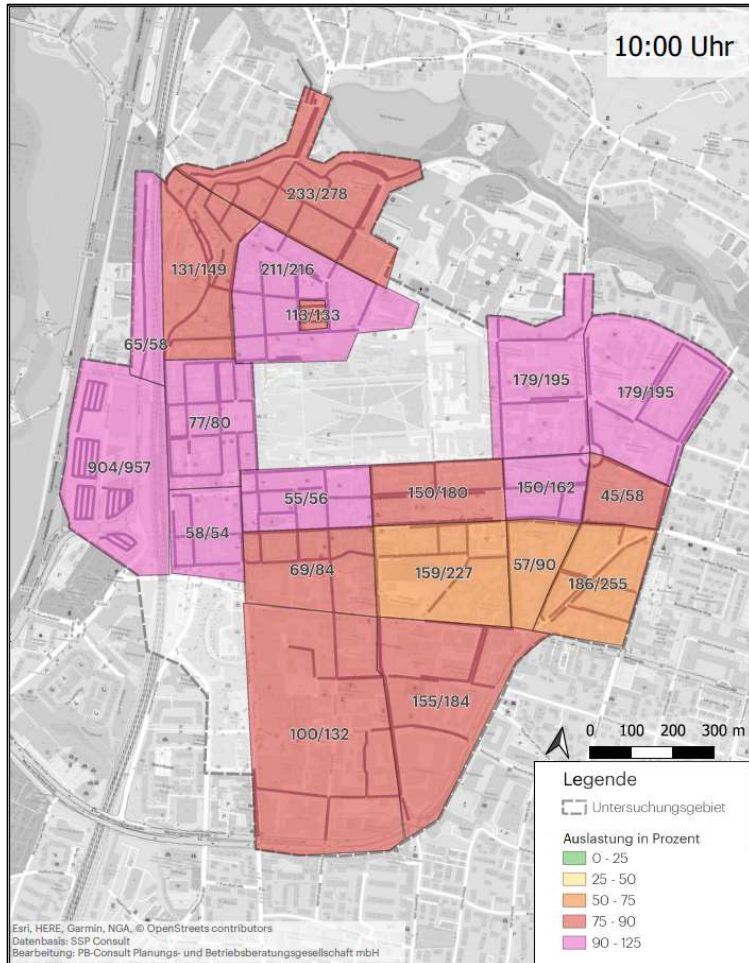 10:00 Uhr
233/278
131/149
211/216
113/133
65/58
179/195
179/195
77/80
904/957
55/56
150/180
150/162
45/58
58/54
69/84
159/227
57/90
186/255
155/184
100/132
0 100 200 300 m
Legende
Untersuchungsgebiet
Auslastung in Prozent
0 - 25
25 - 50
50 - 75
75 - 90
90 - 125
Esri, HERE, Garmin, NGA, © OpenStreets contributors
Datenbasis: SSP Consult
Bearbeitung: PB-Consult Planungs- und Betriebsberatungsgesellschaft mbH